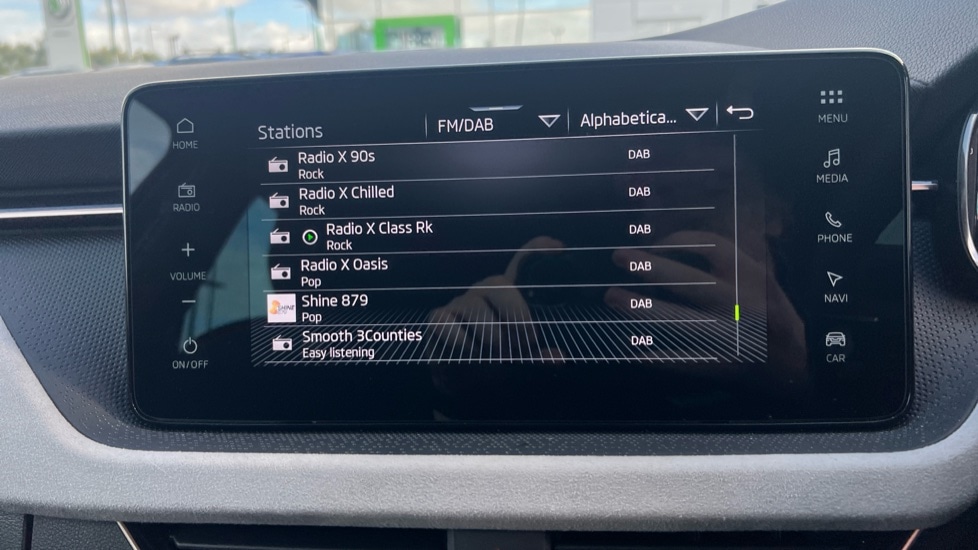 Stations
FM/DAB
Alphabetica...
HOME
RADIO
VOLUME
ON/OFF
Radio X 90s
Rock
DAB
Radio X Chilled
Rock
DAB
Radio X Class Rk
Rock
DAB
Radio X Oasis
Pop
DAB
Shine 879
Pop
DAB
Smooth 3Counties
Easy listening
DAB
MENU
MEDIA
PHONE
NAVI
CAR